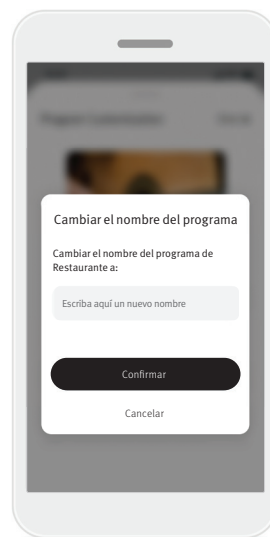 Cambiar el nombre del programa
Cambiar el nombre del programa de
Restaurante a:
Escriba aquí un nuevo nombre
Confirmar
Cancelar